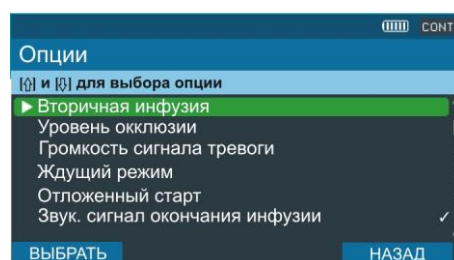 CONT
Опции
[⇧] и [⇩] для выбора опции
Вторичная инфузия
Уровень окклюзии
Громкость сигнала тревоги
Ждущий режим
Отложенный старт
Звук. сигнал окончания инфузии ✓
ВЫБРАТЬ НАЗАД